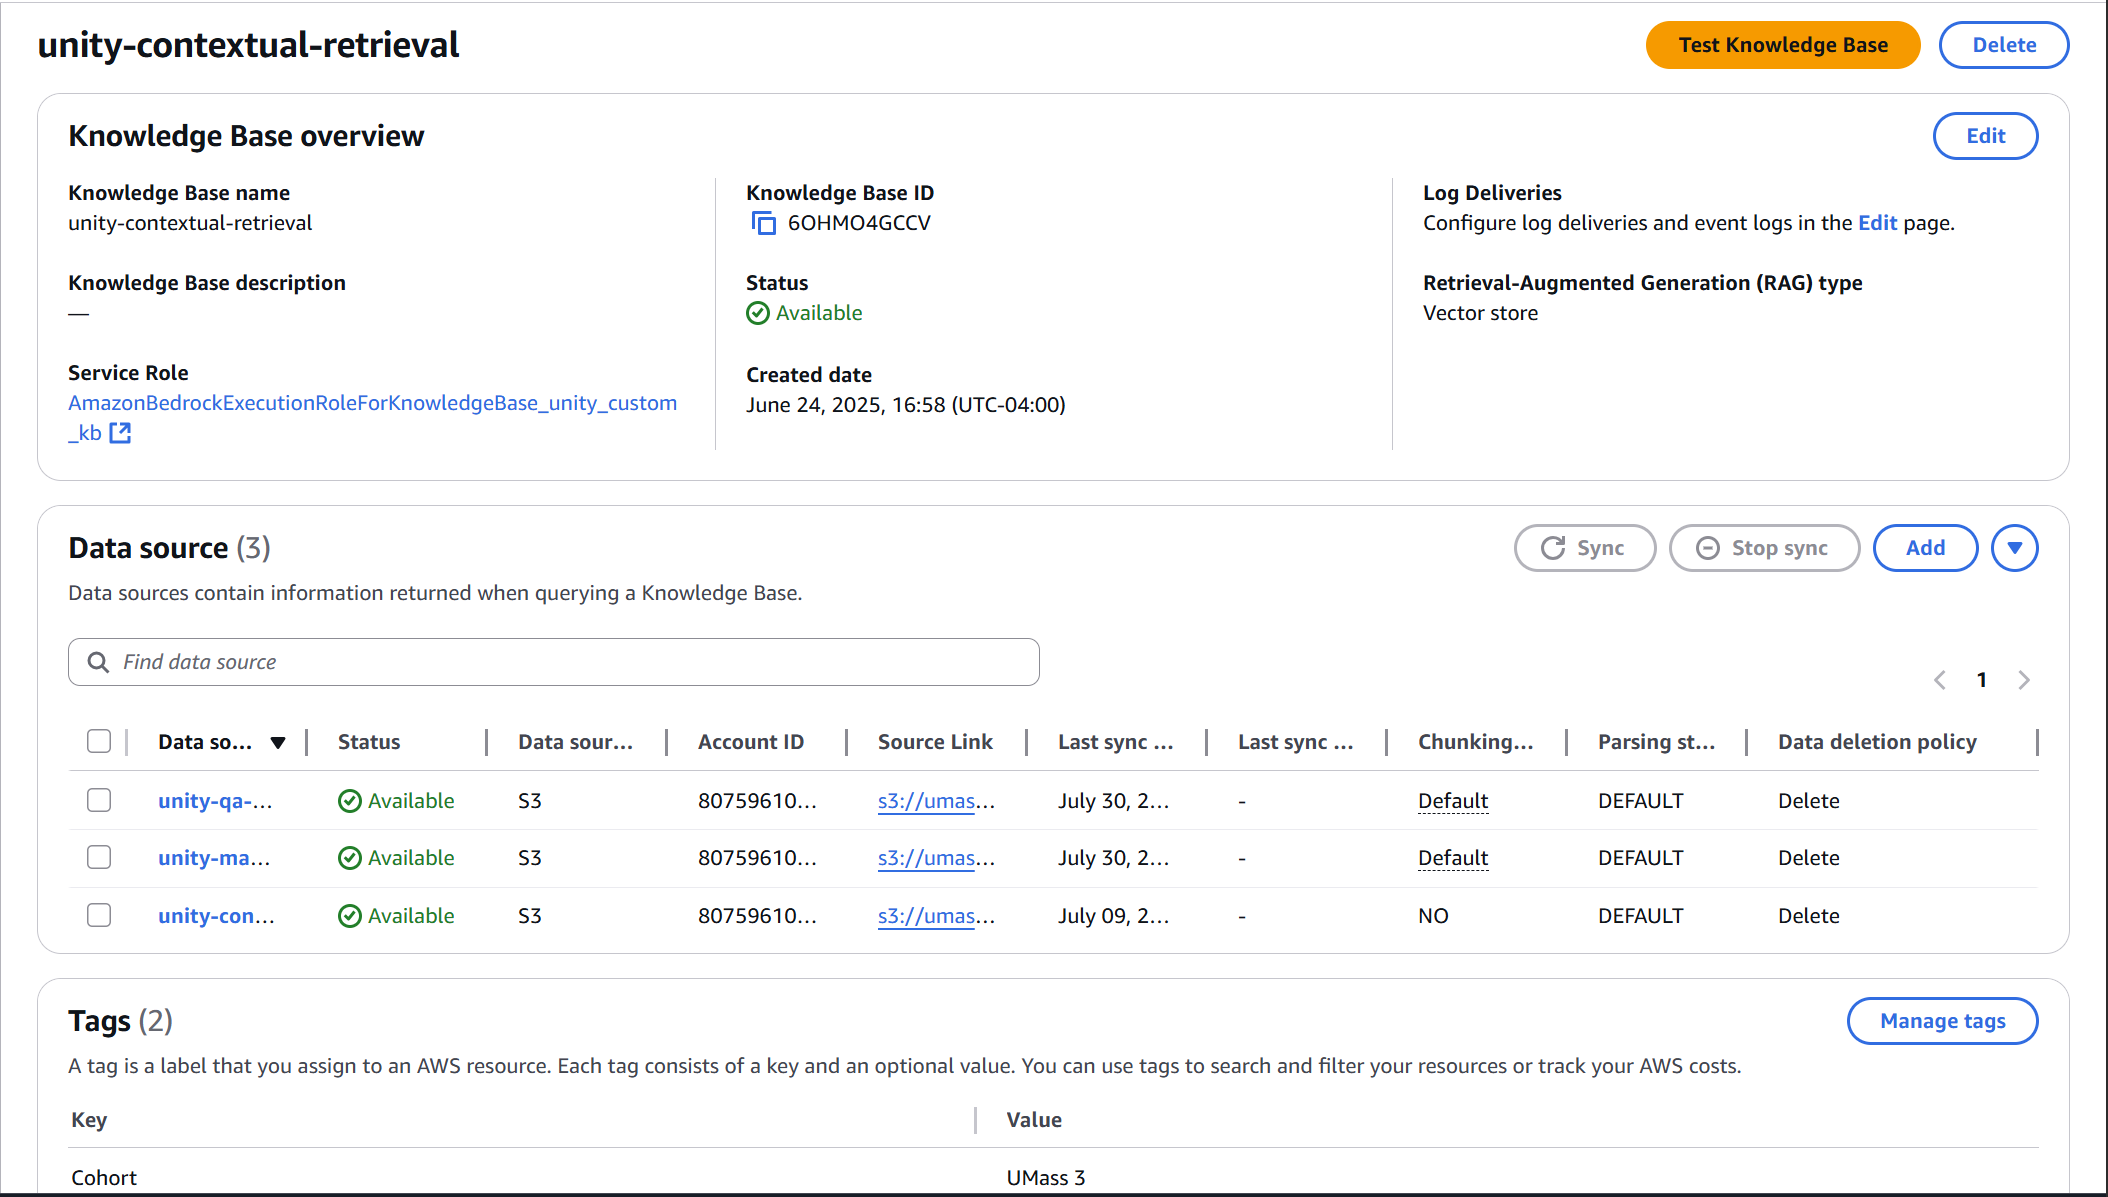 unity-contextual-retrieval
Test Knowledge Base
Delete
Knowledge Base overview
Edit
Knowledge Base name
unity-contextual-retrieval
Knowledge Base description
—
Service Role
AmazonBedrockExecutionRoleForKnowledgeBase_unity_custom
_kb
Knowledge Base ID
6OHMO4GCCV
Status
Available
Created date
June 24, 2025, 16:58 (UTC-04:00)
Log Deliveries
Configure log deliveries and event logs in the Edit page.
Retrieval-Augmented Generation (RAG) type
Vector store
Data source (3)
Sync
Stop sync
Add
Data sources contain information returned when querying a Knowledge Base.
Find data source
1
Data so... Status Data sour... Account ID Source Link Last sync ... Last sync ... Chunking... Parsing st... Data deletion policy
unity-qa-... Available S3 80759610... s3://umas... July 30, 2... - Default DEFAULT Delete
unity-ma... Available S3 80759610... s3://umas... July 30, 2... - Default DEFAULT Delete
unity-con... Available S3 80759610... s3://umas... July 09, 2... - NO DEFAULT Delete
Tags (2)
Manage tags
A tag is a label that you assign to an AWS resource. Each tag consists of a key and an optional value. You can use tags to search and filter your resources or track your AWS costs.
Key Value
Cohort UMass 3